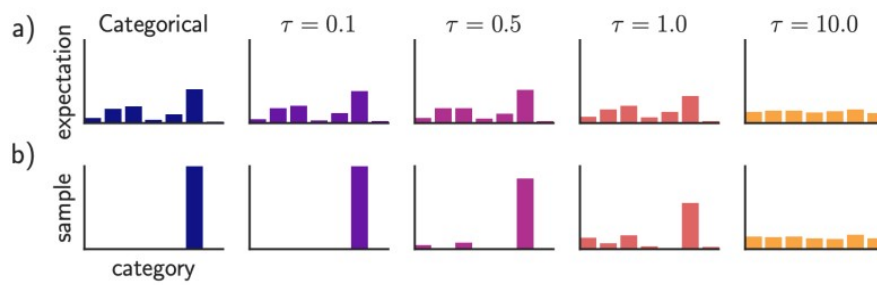 a) Categorical τ = 0.1 τ = 0.5 τ = 1.0 τ = 10.0
expectation
b)
sample
category